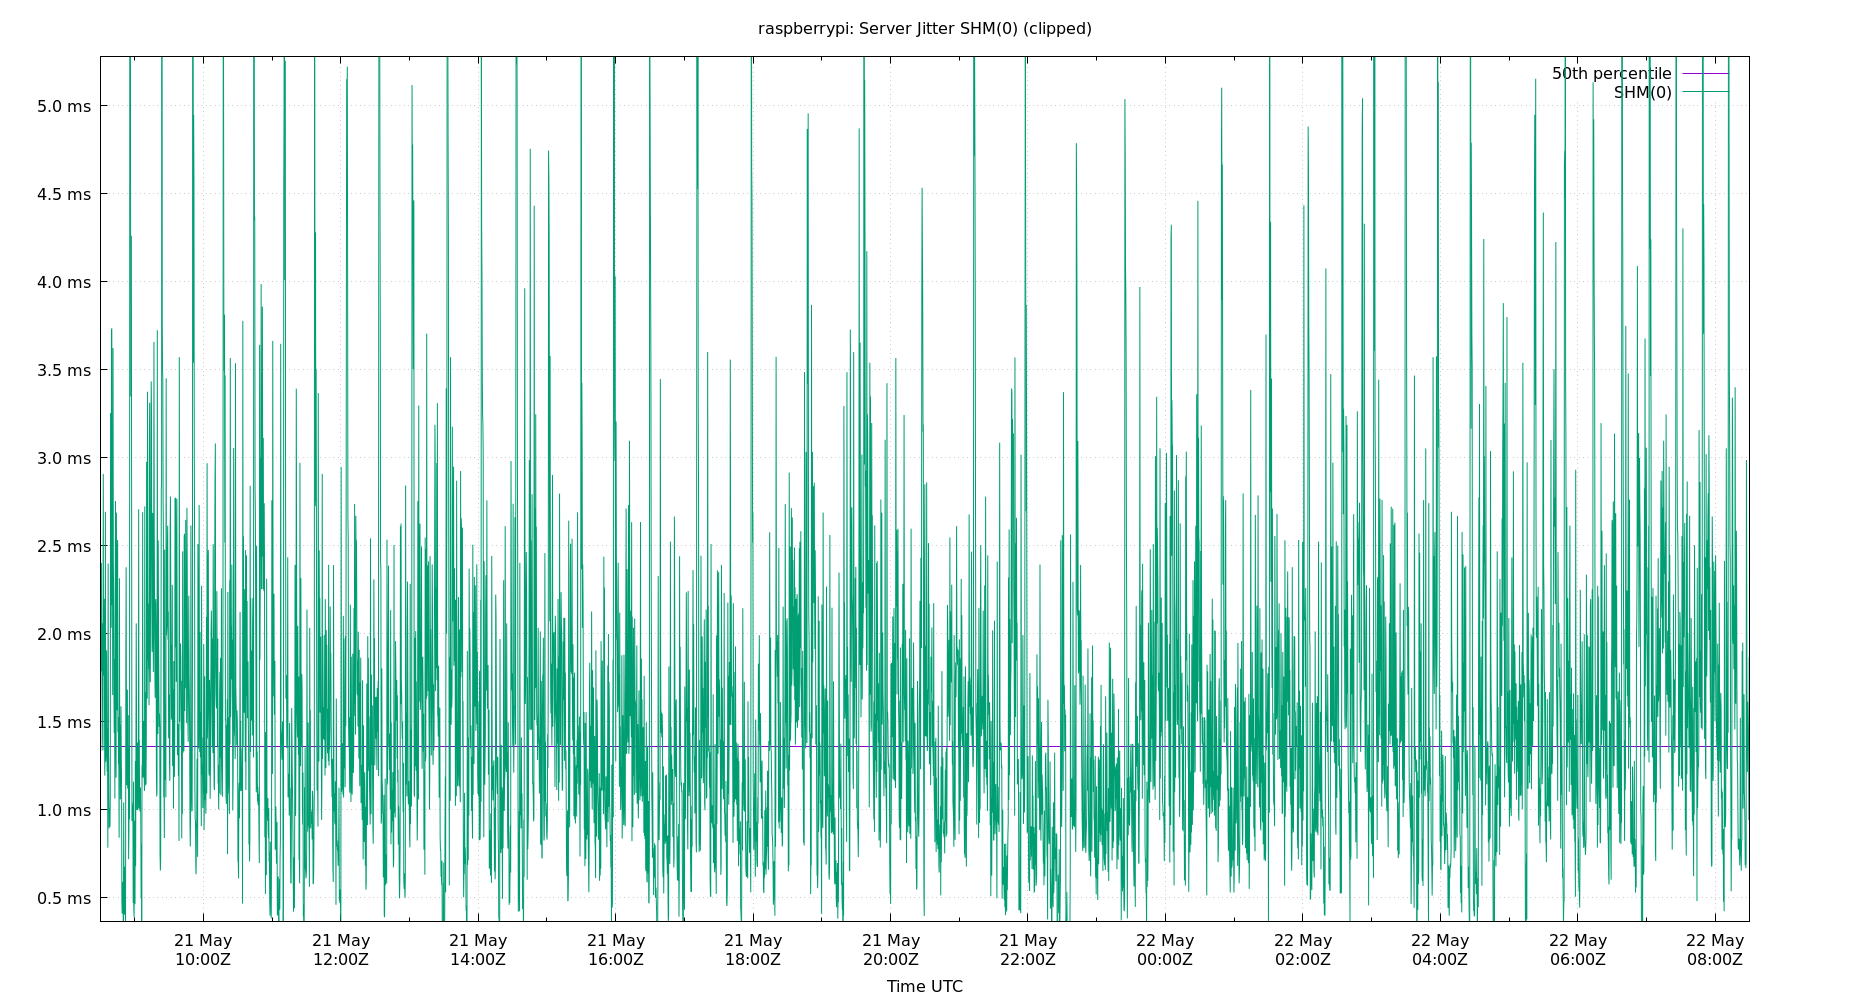 raspberrypi: Server Jitter SHM(0) (clipped)
50th percentile
SHM(0)
5.0 ms
4.5 ms
4.0 ms
3.5 ms
3.0 ms
2.5 ms
2.0 ms
1.5 ms
1.0 ms
0.5 ms
21 May 21 May 21 May 21 May 21 May 21 May 21 May 22 May 22 May 22 May 22 May 22 May
10:00Z 12:00Z 14:00Z 16:00Z 18:00Z 20:00Z 22:00Z 00:00Z 02:00Z 04:00Z 06:00Z 08:00Z
Time UTC